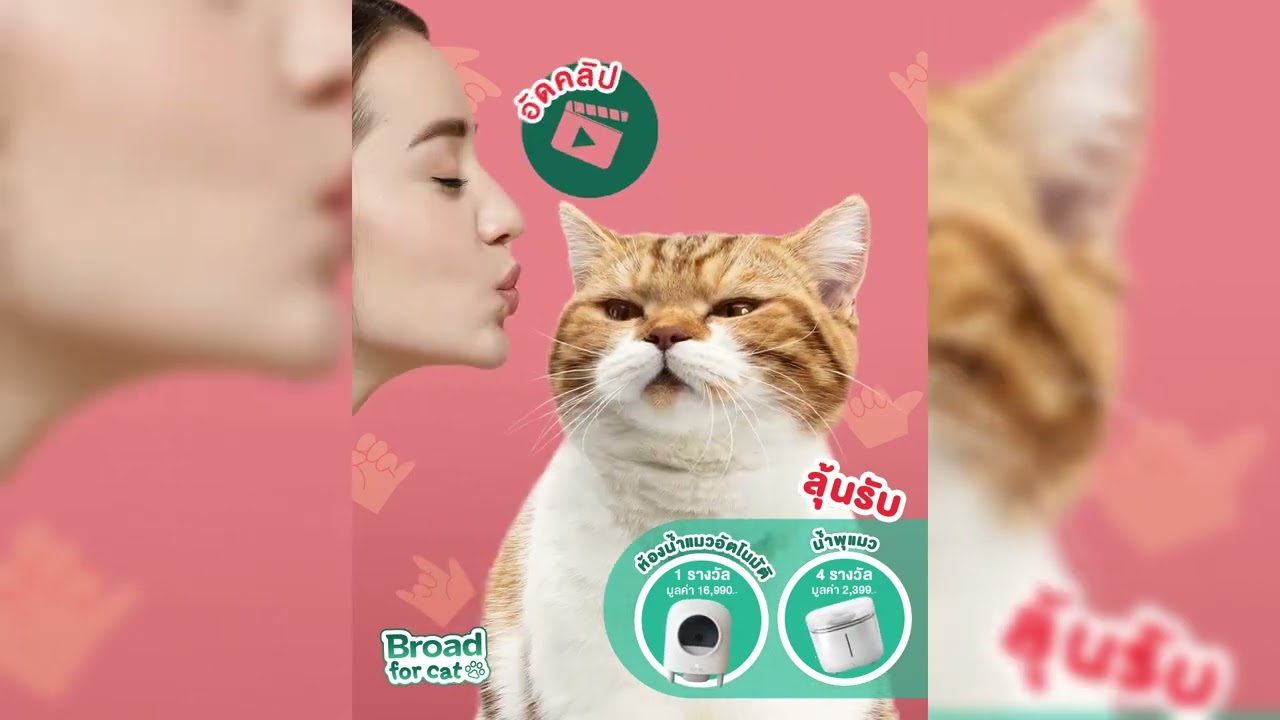 อัดคลิป
ลุ้นรับ
ห้องน้ำแมวอัตโนมัติ
1 รางวัล
มูลค่า 16,990.-
น้ำพุแมว
4 รางวัล
มูลค่า 2,399.-
Broad
for cat
ลุ้นรับ